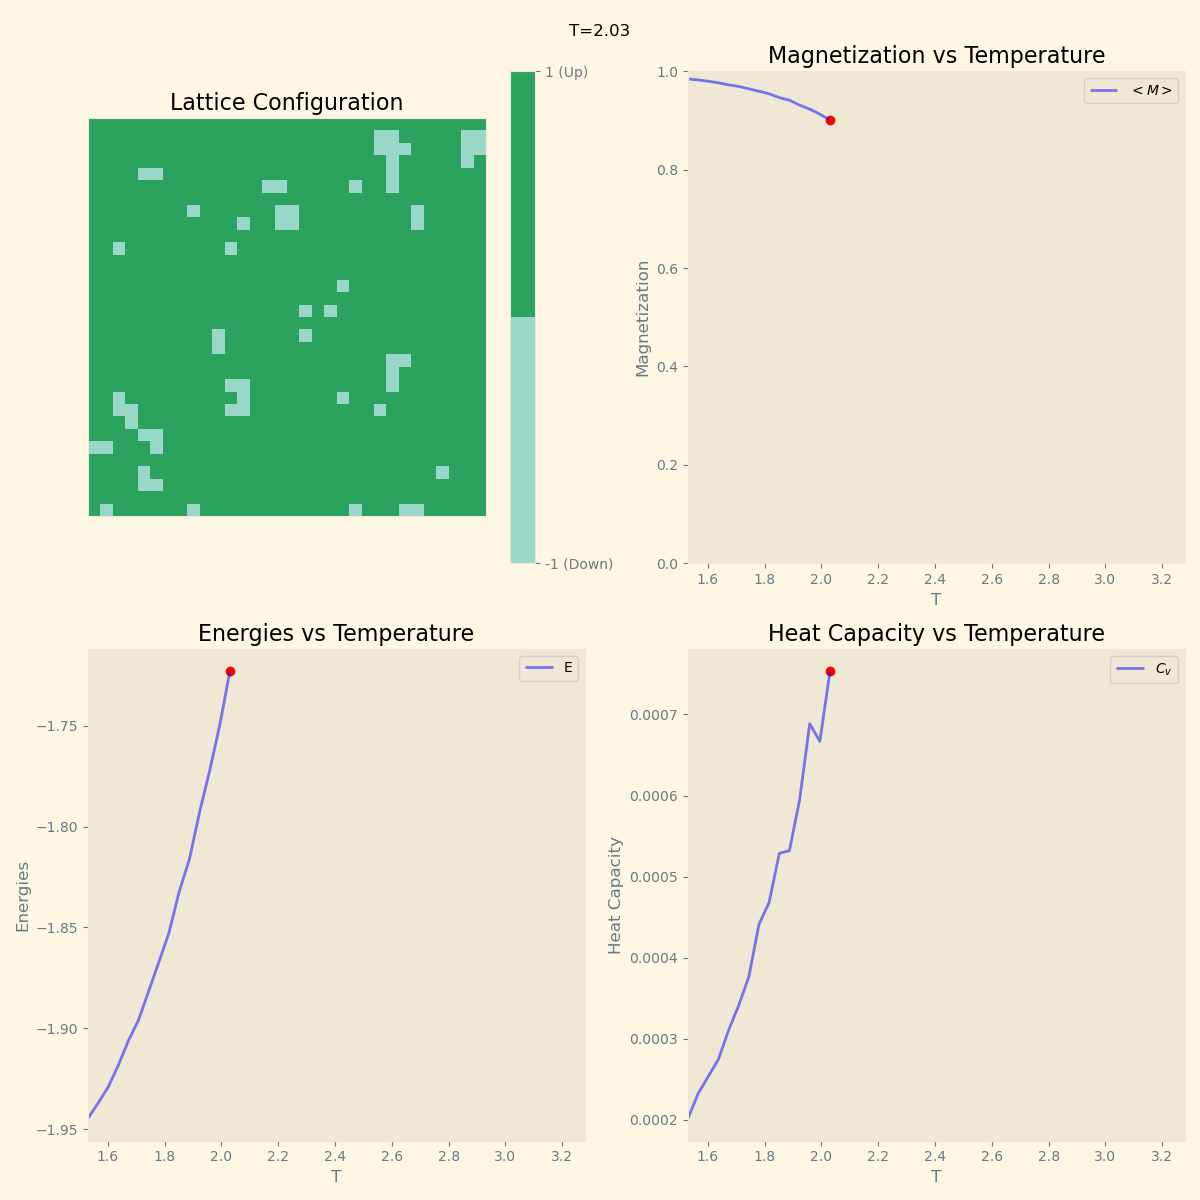 T=2.03
Lattice Configuration
1 (Up)
-1 (Down)
Magnetization vs Temperature
<M>
Magnetization
1.0
0.8
0.6
0.4
0.2
0.0
1.6 1.8 2.0 2.2 2.4 2.6 2.8 3.0 3.2
T
Energies vs Temperature
E
Energies
−1.75
−1.80
−1.85
−1.90
−1.95
1.6 1.8 2.0 2.2 2.4 2.6 2.8 3.0 3.2
T
Heat Capacity vs Temperature
Cv
Heat Capacity
0.0007
0.0006
0.0005
0.0004
0.0003
0.0002
1.6 1.8 2.0 2.2 2.4 2.6 2.8 3.0 3.2
T